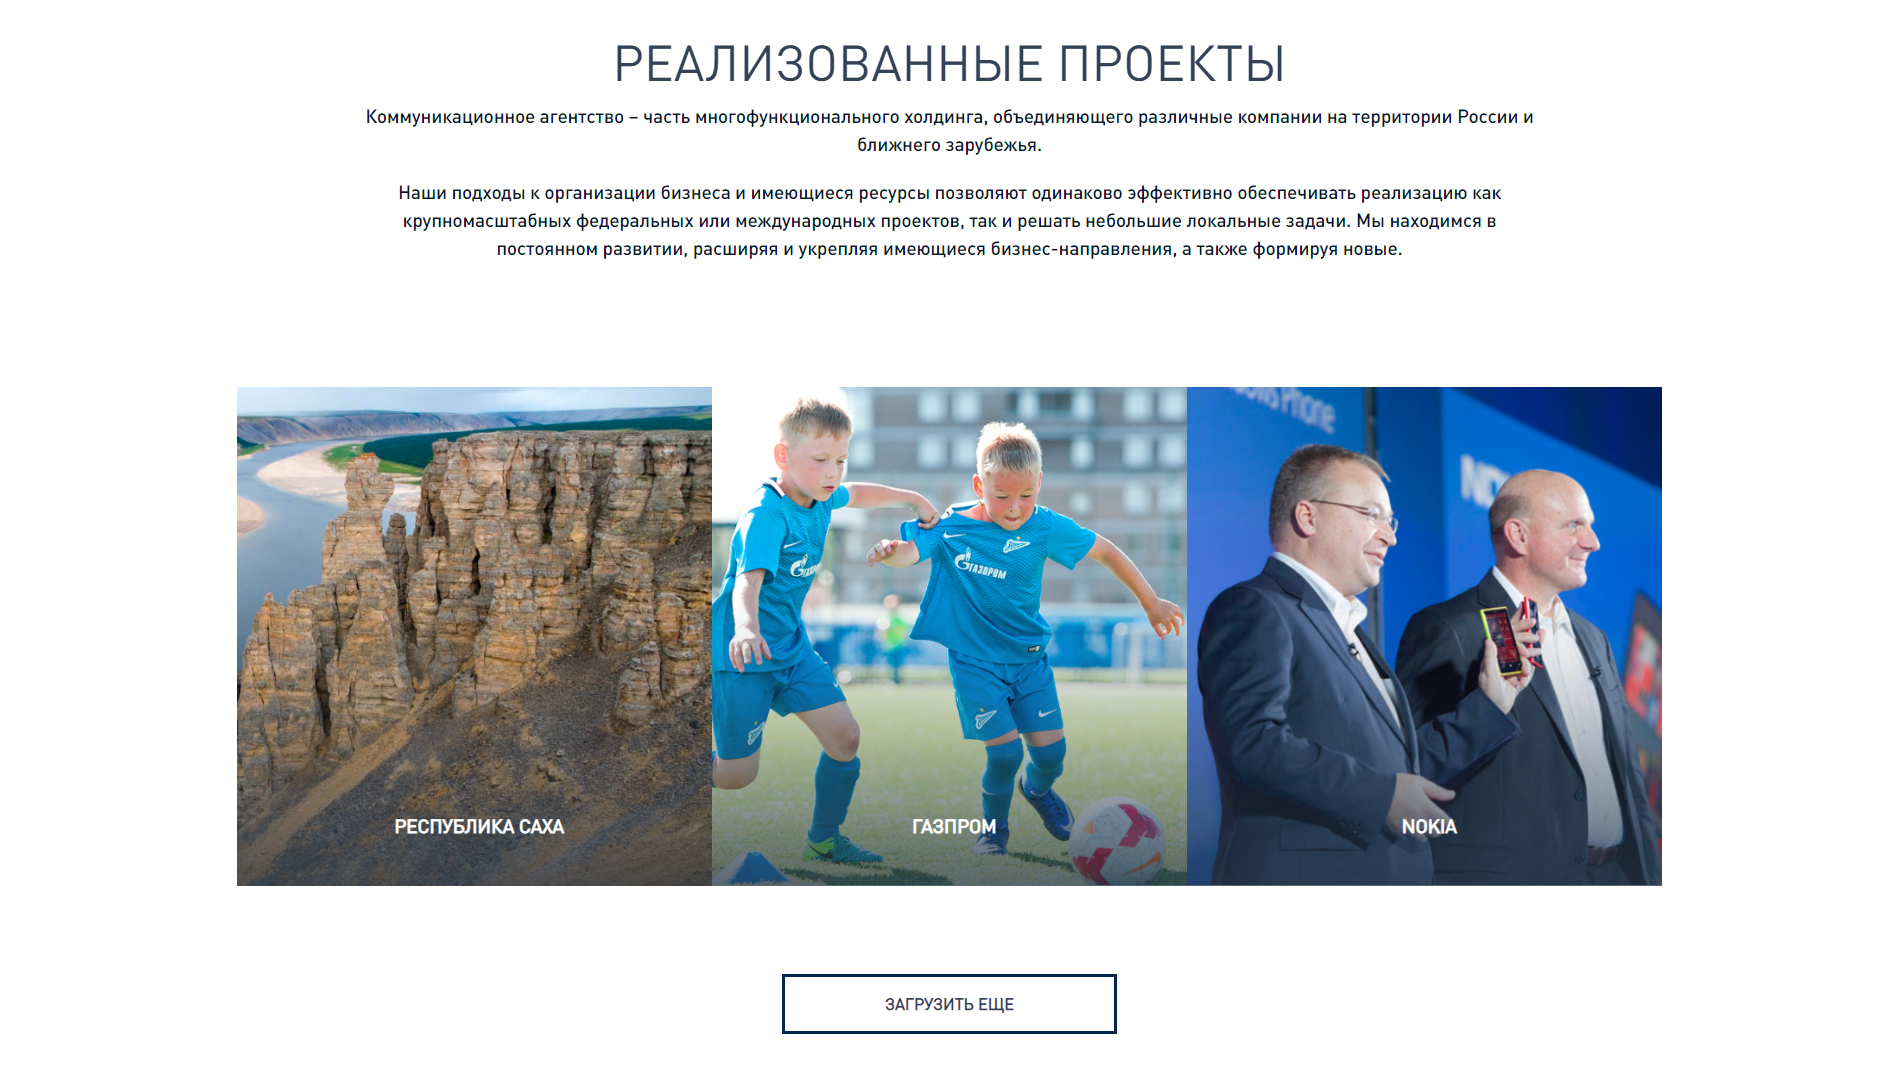 РЕАЛИЗОВАННЫЕ ПРОЕКТЫ
Коммуникационное агентство – часть многофункционального холдинга, объединяющего различные компании на территории России и
ближнего зарубежья.
Наши подходы к организации бизнеса и имеющиеся ресурсы позволяют одинаково эффективно обеспечивать реализацию как
крупномасштабных федеральных или международных проектов, так и решать небольшие локальные задачи. Мы находимся в
постоянном развитии, расширяя и укрепляя имеющиеся бизнес-направления, а также формируя новые.
Phone
ГАЗПРОМ
РЕСПУБЛИКА САХА
ГАЗПРОМ
NOKIA
ЗАГРУЗИТЬ ЕЩЕ